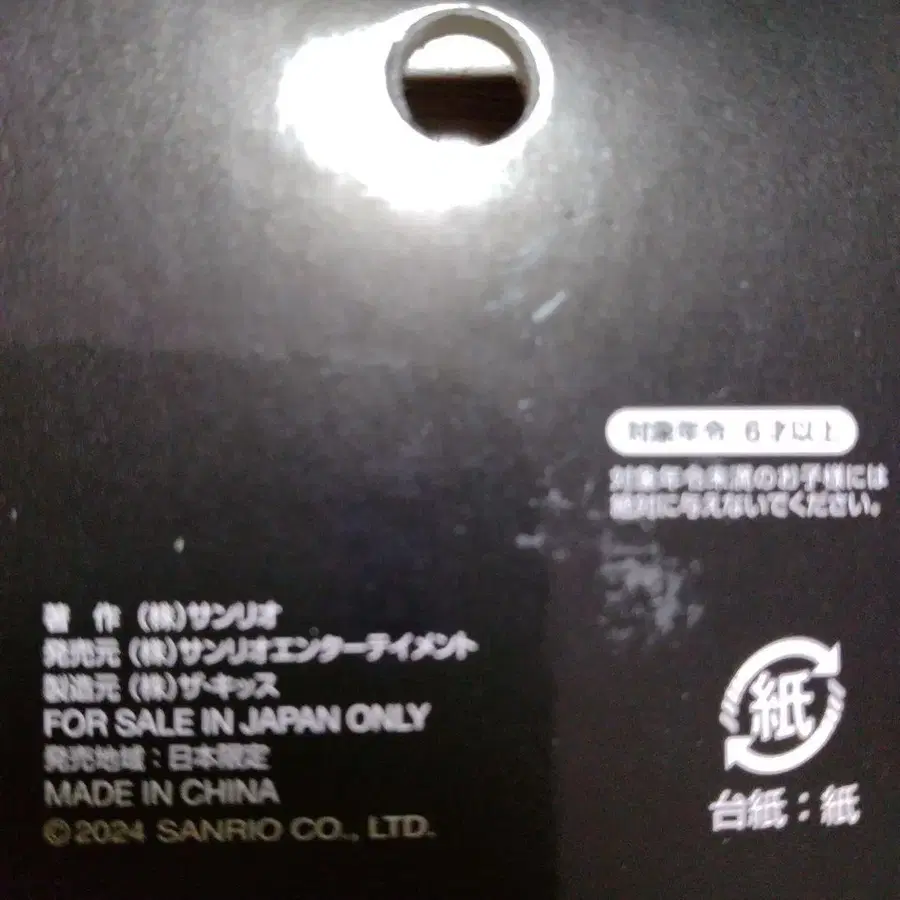 対象年令 6才以上
対象年令未満のお子様には
絶対に与えないでください。
著 作 (株)サンリオ
発売元 (株)サンリオエンターテイメント
製造元 (株)ザ・キッス
FOR SALE IN JAPAN ONLY
発売地域:日本限定
MADE IN CHINA
©2024 SANRIO CO., LTD.
紙
台紙:紙